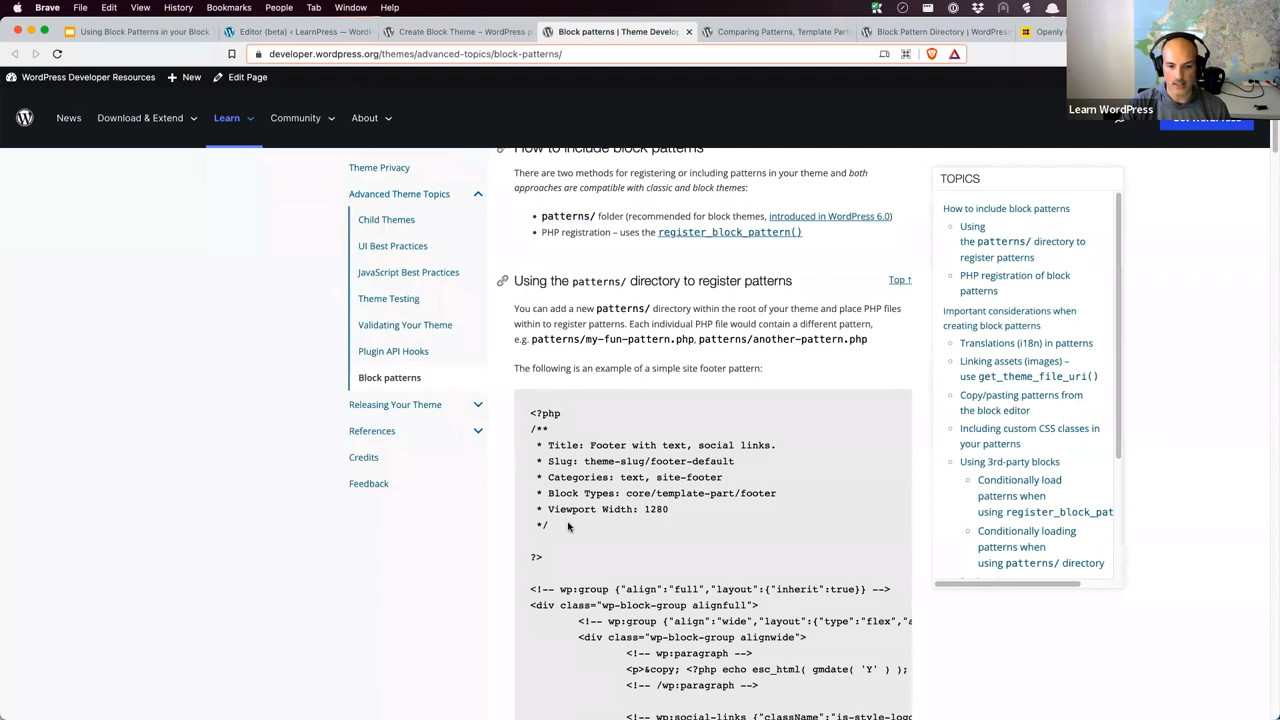 Brave File Edit View History Bookmarks People Tab Window Help
Using Block Patterns in your Block
Editor (beta) ‹ LearnPress — Word
Create Block Theme – WordPress p
Block patterns | Theme Develo
Comparing Patterns, Template Part
Block Pattern Directory | WordPres
Openly
developer.wordpress.org/themes/advanced-topics/block-patterns/
WordPress Developer Resources New Edit Page
Learn WordPress
News Download & Extend Learn Community About
Theme Privacy
Advanced Theme Topics
Child Themes
UI Best Practices
JavaScript Best Practices
Theme Testing
Validating Your Theme
Plugin API Hooks
Block patterns
Releasing Your Theme
References
Credits
Feedback
How to include block patterns
There are two methods for registering or including patterns in your theme and both
approaches are compatible with classic and block themes:
• patterns/ folder (recommended for block themes, introduced in WordPress 6.0)
• PHP registration – uses the register_block_pattern()
Using the patterns/ directory to register patterns Top ↑
You can add a new patterns/ directory within the root of your theme and place PHP files
within to register patterns. Each individual PHP file would contain a different pattern,
e.g. patterns/my-fun-pattern.php, patterns/another-pattern.php
The following is an example of a simple site footer pattern:
<?php
/**
* Title: Footer with text, social links.
* Slug: theme-slug/footer-default
* Categories: text, site-footer
* Block Types: core/template-part/footer
* Viewport Width: 1280
*/
?>
<!-- wp:group {"align":"full","layout":{"inherit":true}} -->
<div class="wp-block-group alignfull">
<!-- wp:group {"align":"wide","layout":{"type":"flex","a
<div class="wp-block-group alignwide">
<!-- wp:paragraph -->
<p>&copy; <?php echo esc_html( gmdate( 'Y' ) );
<!-- /wp:paragraph -->
<!-- wp:social-links {"className":"is-style-logo
TOPICS
How to include block patterns
Using
the patterns/ directory to
register patterns
PHP registration of block
patterns
Important considerations when
creating block patterns
Translations (i18n) in patterns
Linking assets (images) –
use get_theme_file_uri()
Copy/pasting patterns from
the block editor
Including custom CSS classes in
your patterns
Using 3rd-party blocks
Conditionally load
patterns when
using register_block_pat
Conditionally loading
patterns when
using patterns/ directory